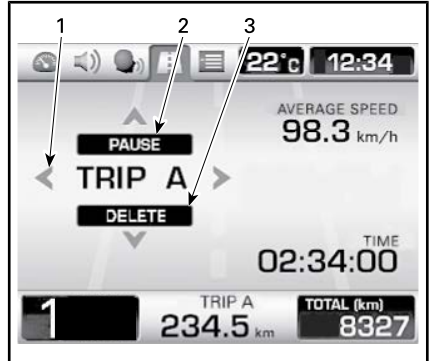 1 2 3
22°c 12:34
AVERAGE SPEED
98.3 km/h
PAUSE
TRIP A
DELETE
TIME
02:34:00
1
TRIP A
234.5 km
TOTAL (km)
8327